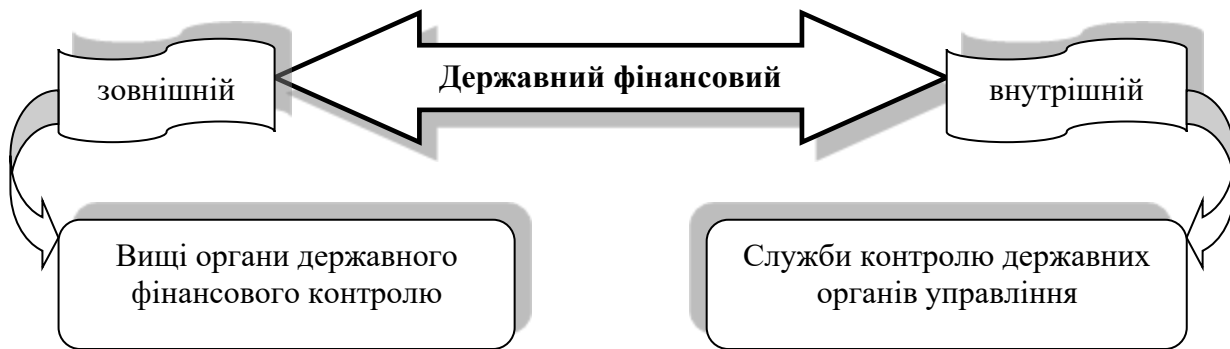 Державний фінансовий
зовнішній
внутрішній
Вищі органи державного
фінансового контролю
Служби контролю державних
органів управління